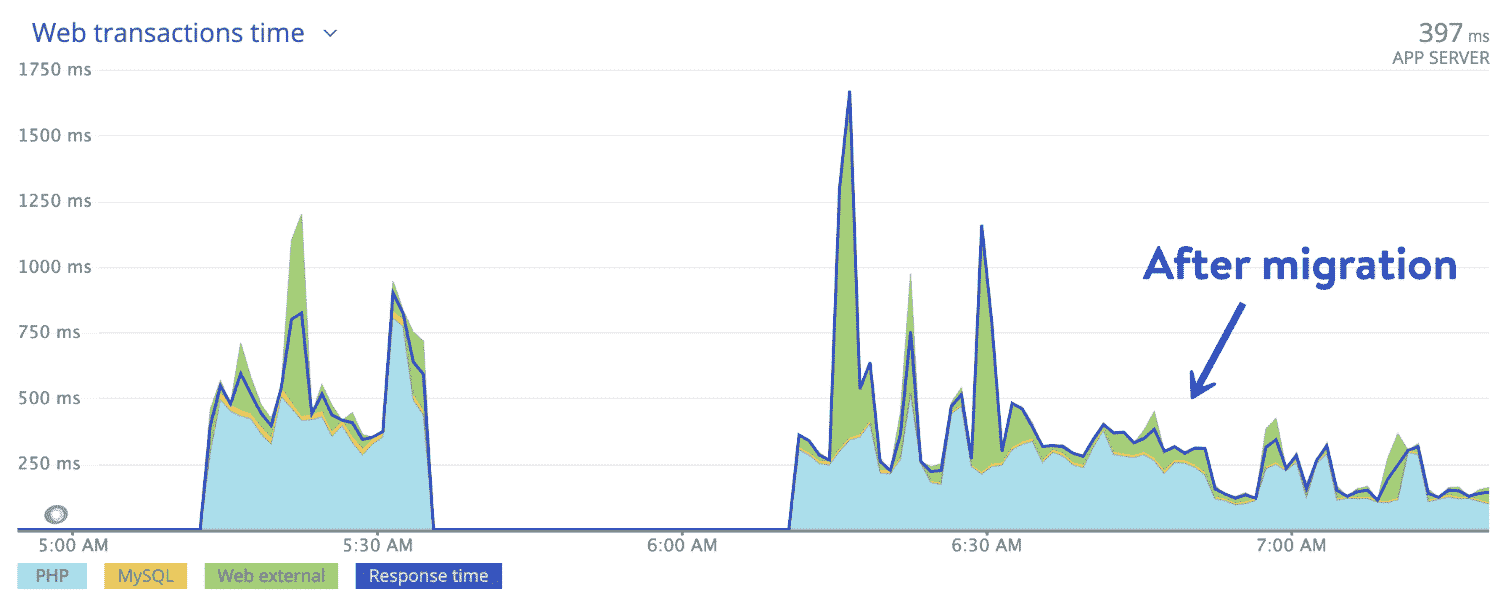 Web transactions time
397 ms
APP SERVER
1750 ms
1500 ms
1250 ms
1000 ms
750 ms
500 ms
250 ms
After migration
5:00 AM 5:30 AM 6:00 AM 6:30 AM 7:00 AM
PHP MySQL Web external Response time